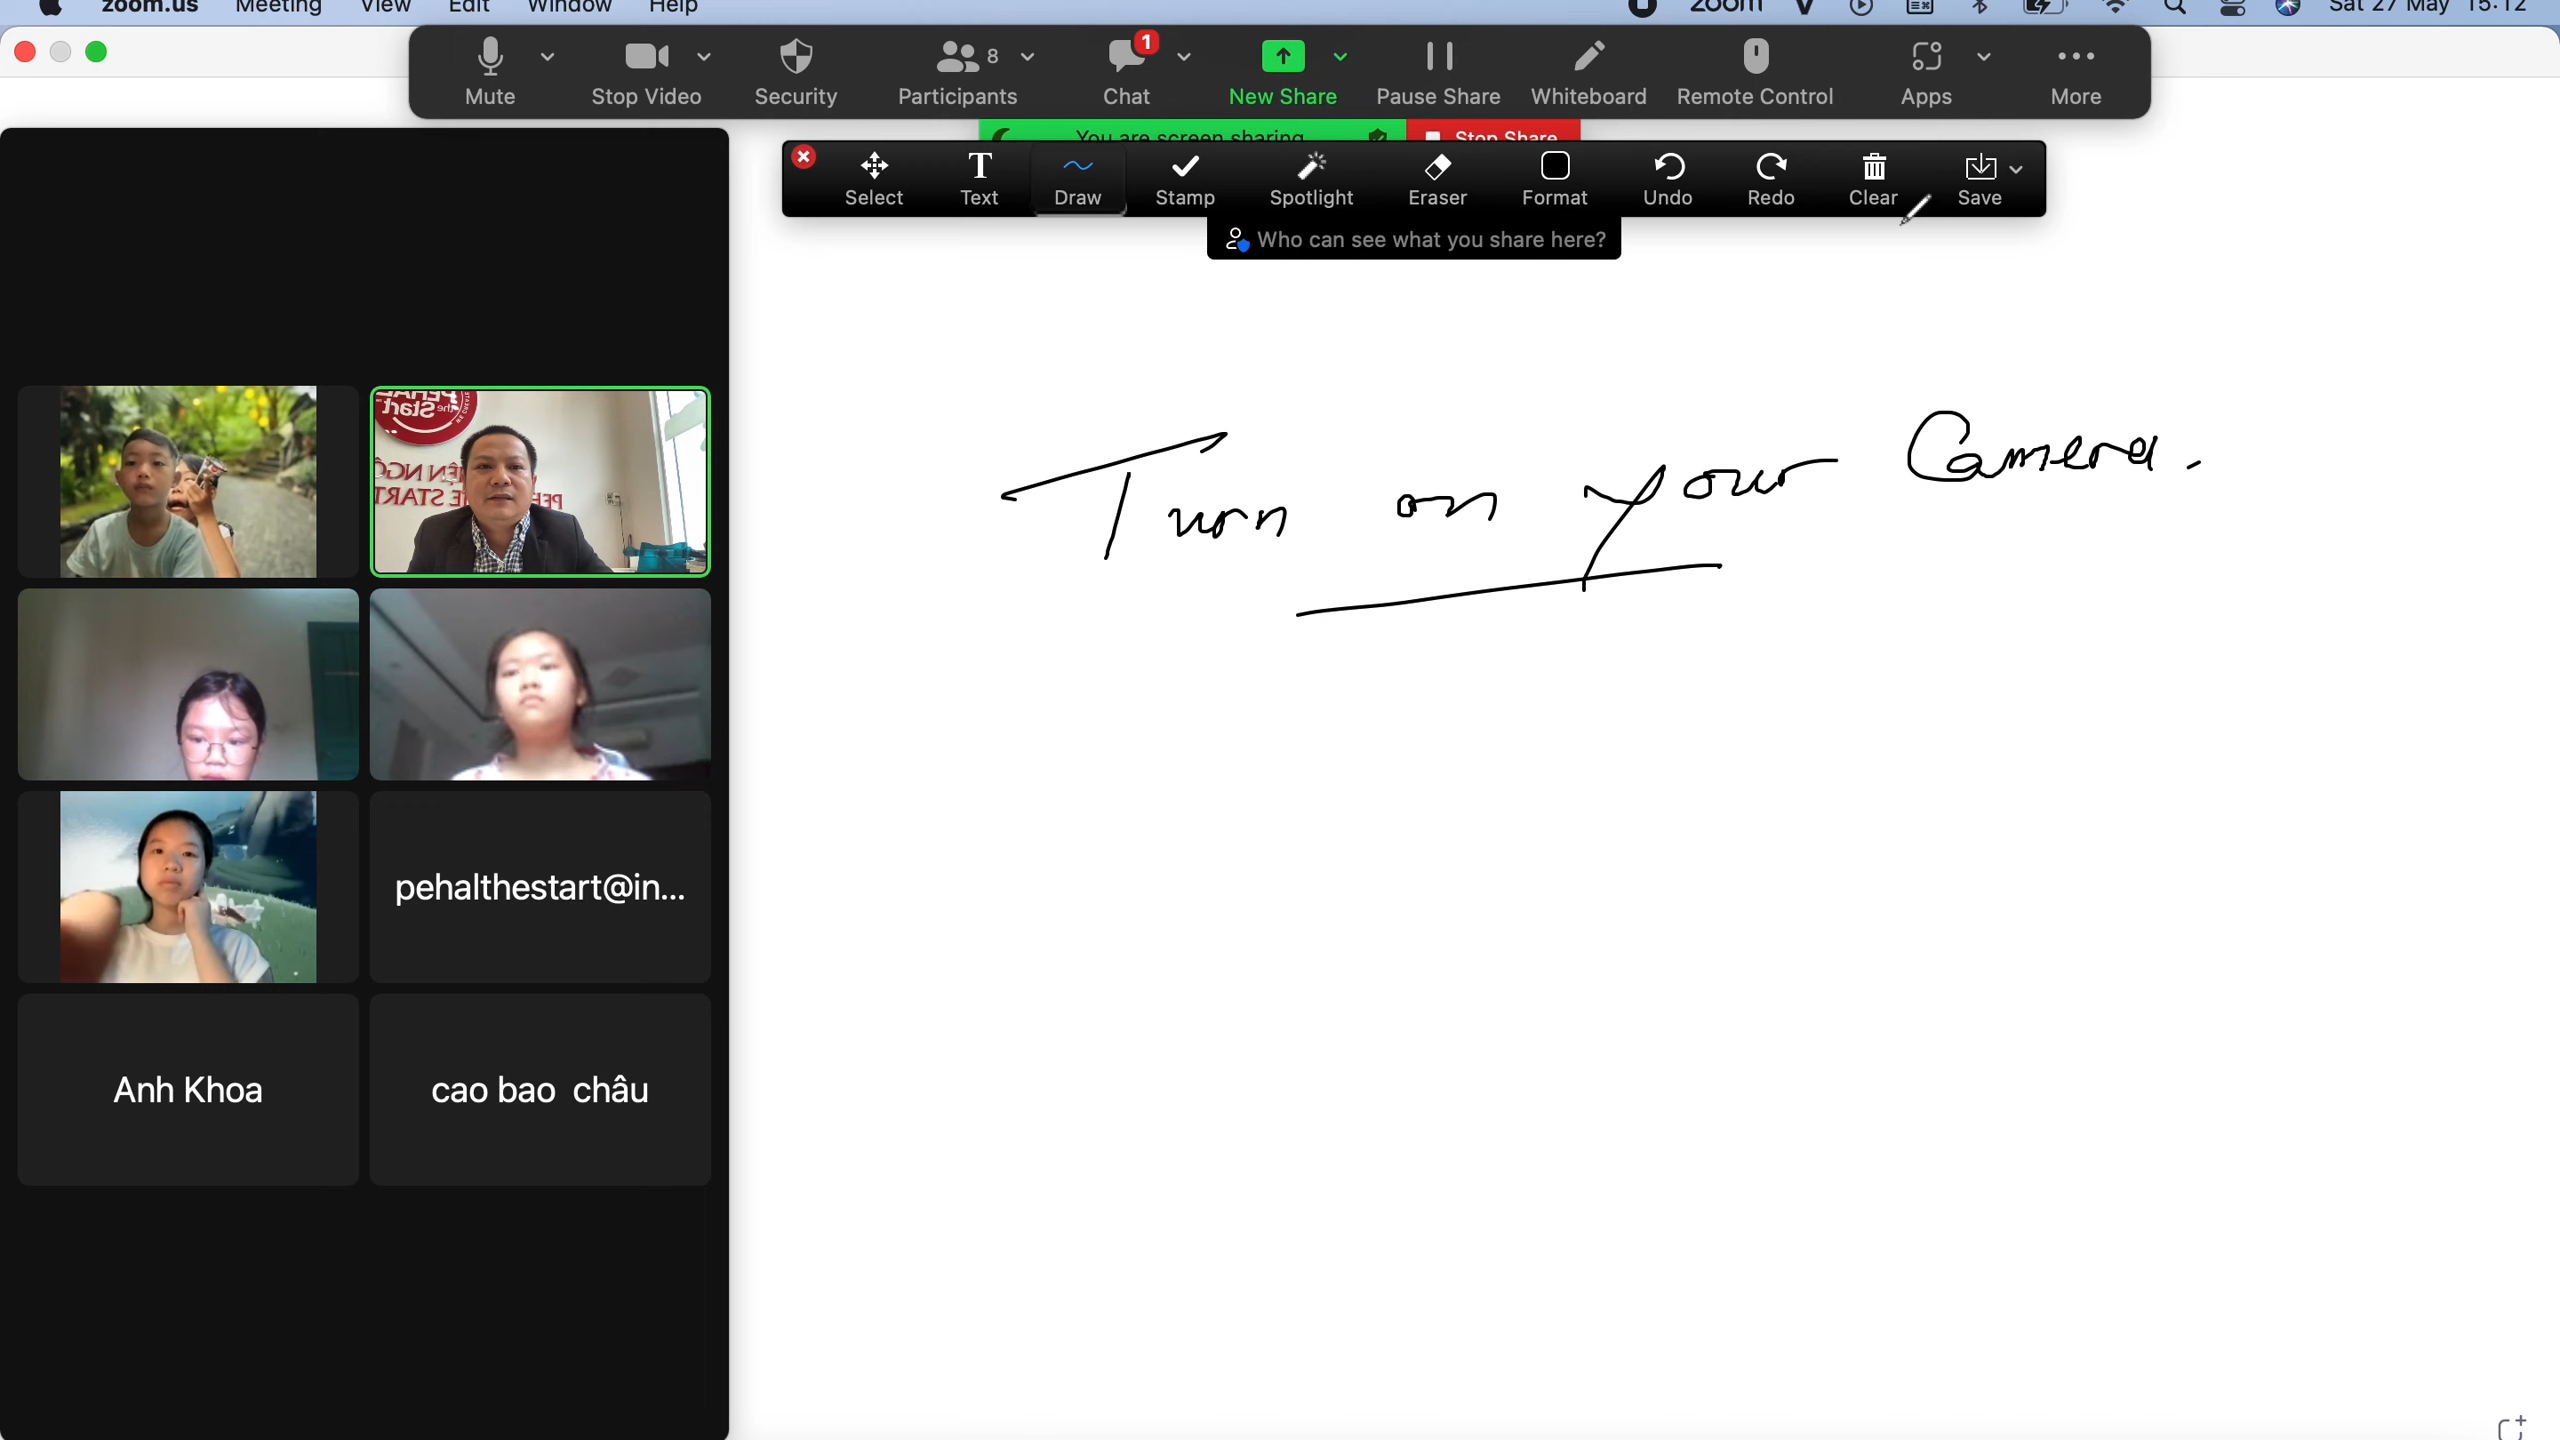 zoom.us Meeting View Edit Window Help zoom Sat 27 May 15:12
Mute Stop Video Security Participants 8 Chat 1 New Share Pause Share Whiteboard Remote Control Apps More
You are screen sharing Stop Share
Select Text Draw Stamp Spotlight Eraser Format Undo Redo Clear Save
Who can see what you share here?
Turn on your Camera.
the Start
pehalthestart@in...
Anh Khoa
cao bao châu